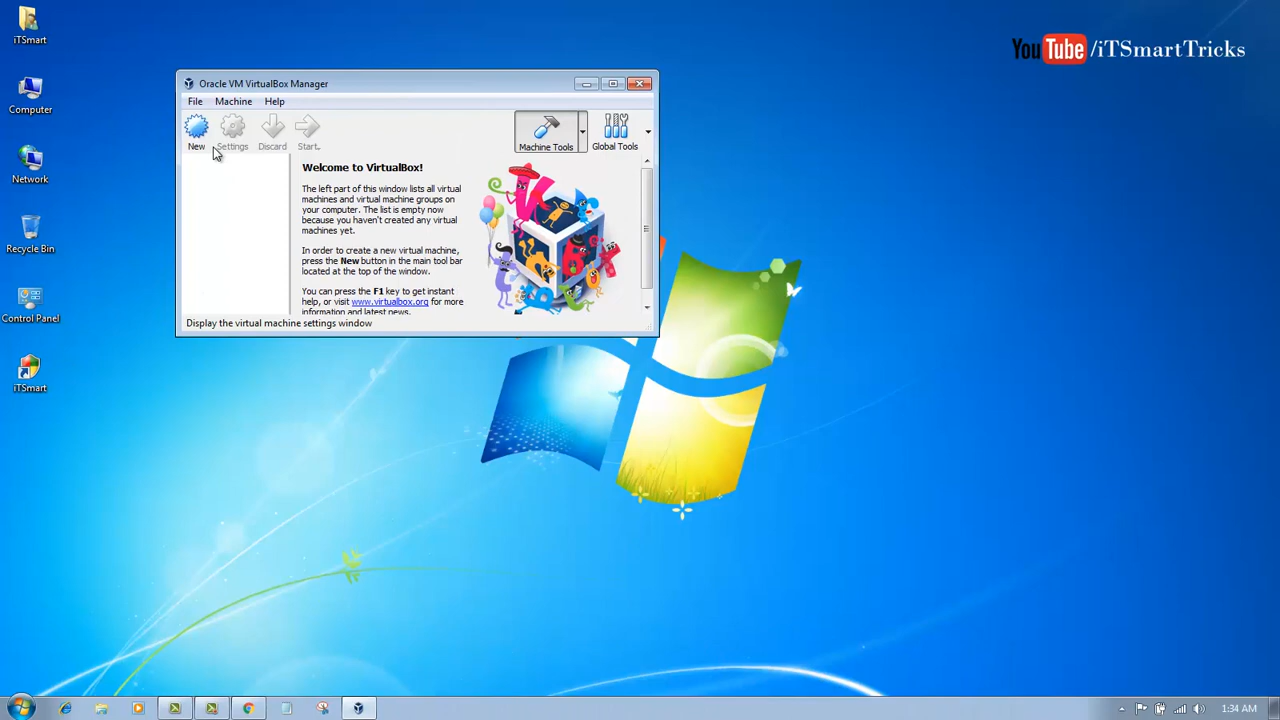 iTSmart
YouTube /iTSmartTricks
Oracle VM VirtualBox Manager
Computer
File Machine Help
New Settings Discard Start..
Machine Tools Global Tools
Network
Welcome to VirtualBox!
The left part of this window lists all virtual
machines and virtual machine groups on
your computer. The list is empty now
because you haven't created any virtual
machines yet.
In order to create a new virtual machine,
press the New button in the main tool bar
located at the top of the window.
You can press the F1 key to get instant
help, or visit www.virtualbox.org for more
information and latest news.
Display the virtual machine settings window
Recycle Bin
Control Panel
iTSmart
1:34 AM